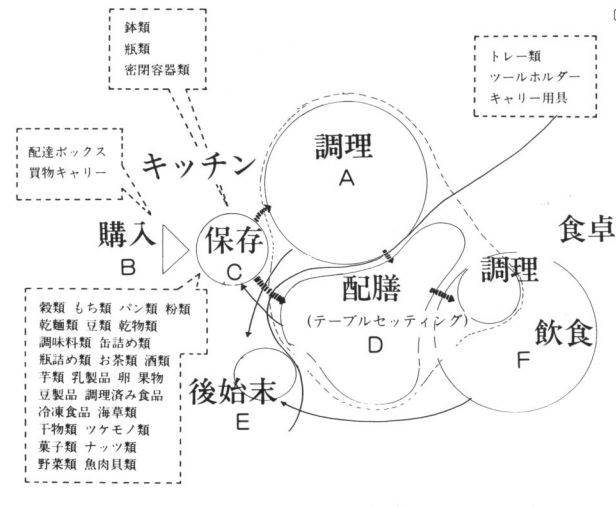 鉢類
瓶類
密閉容器類
トレー類
ツールホルダー
キャリー用具
配達ボックス
買物キャリー
キッチン
調理
A
食卓
購入
B
保存
C
調理
配膳
(テーブルセッティング)
D
飲食
F
後始末
E
穀類 もち類 パン類 粉類
乾麺類 豆類 乾物類
調味料類 缶詰め類
瓶詰め類 お茶類 酒類
芋類 乳製品 卵 果物
豆製品 調理済み食品
冷凍食品 海草類
干物類 ツケモノ類
菓子類 ナッツ類
野菜類 魚肉貝類